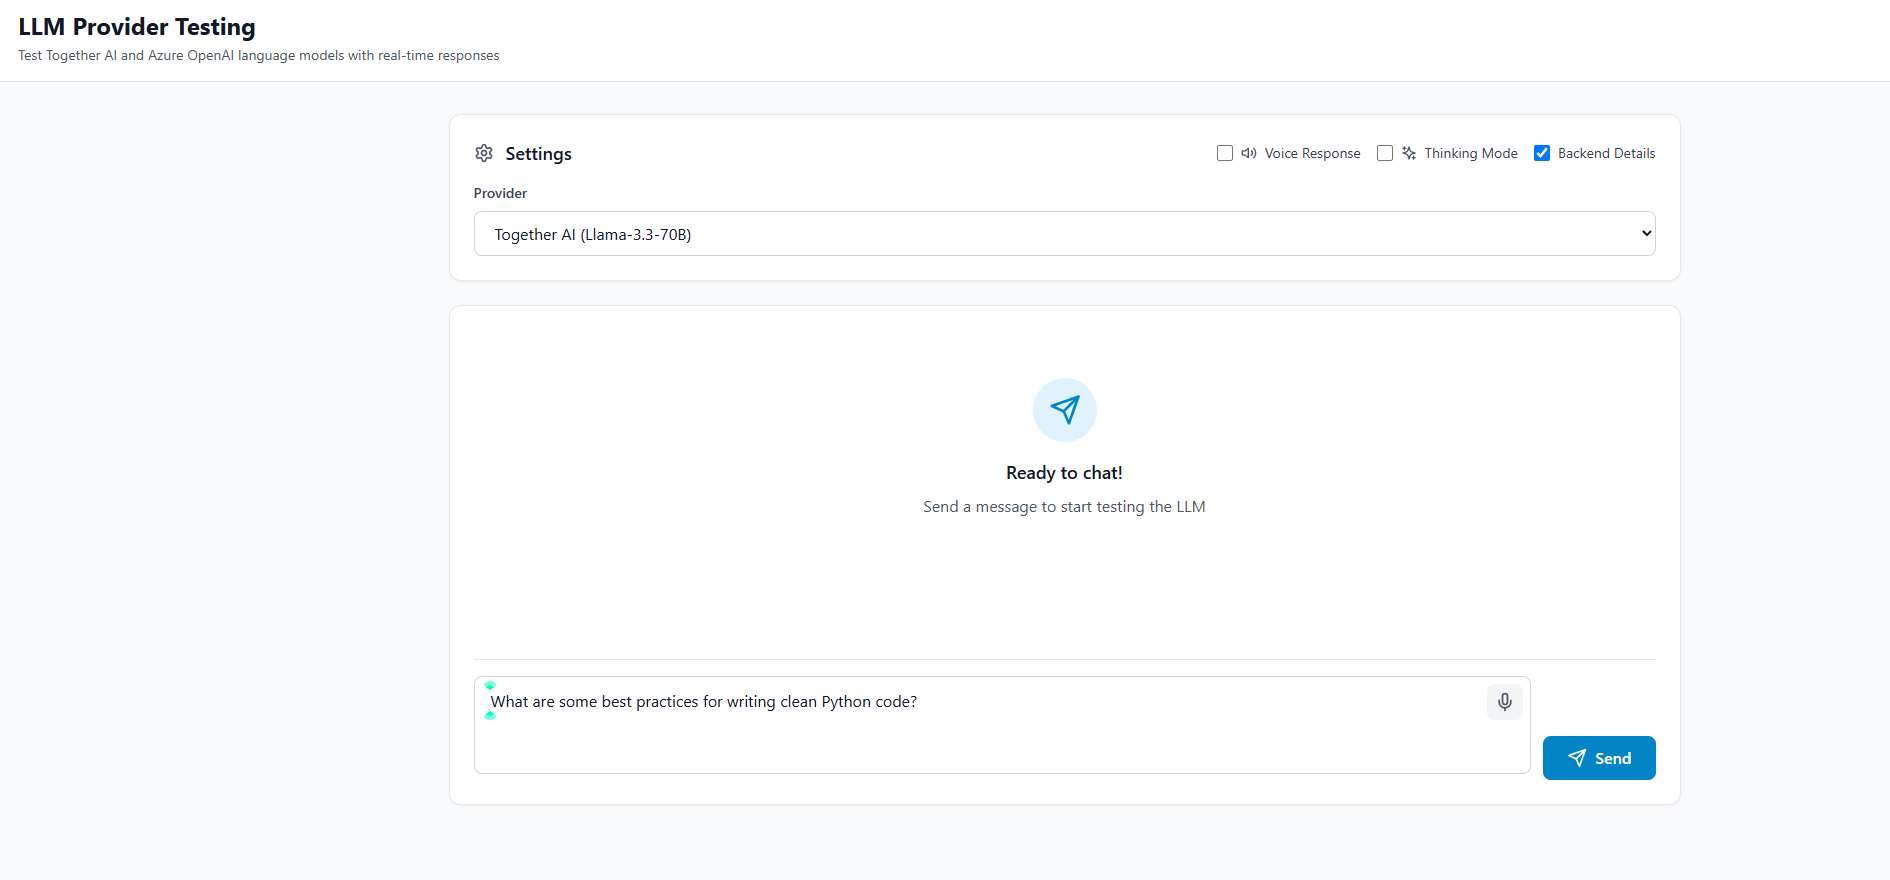 LLM Provider Testing
Test Together AI and Azure OpenAI language models with real-time responses
Settings
Voice Response
Thinking Mode
Backend Details
Provider
Together AI (Llama-3.3-70B)
Ready to chat!
Send a message to start testing the LLM
What are some best practices for writing clean Python code?
Send